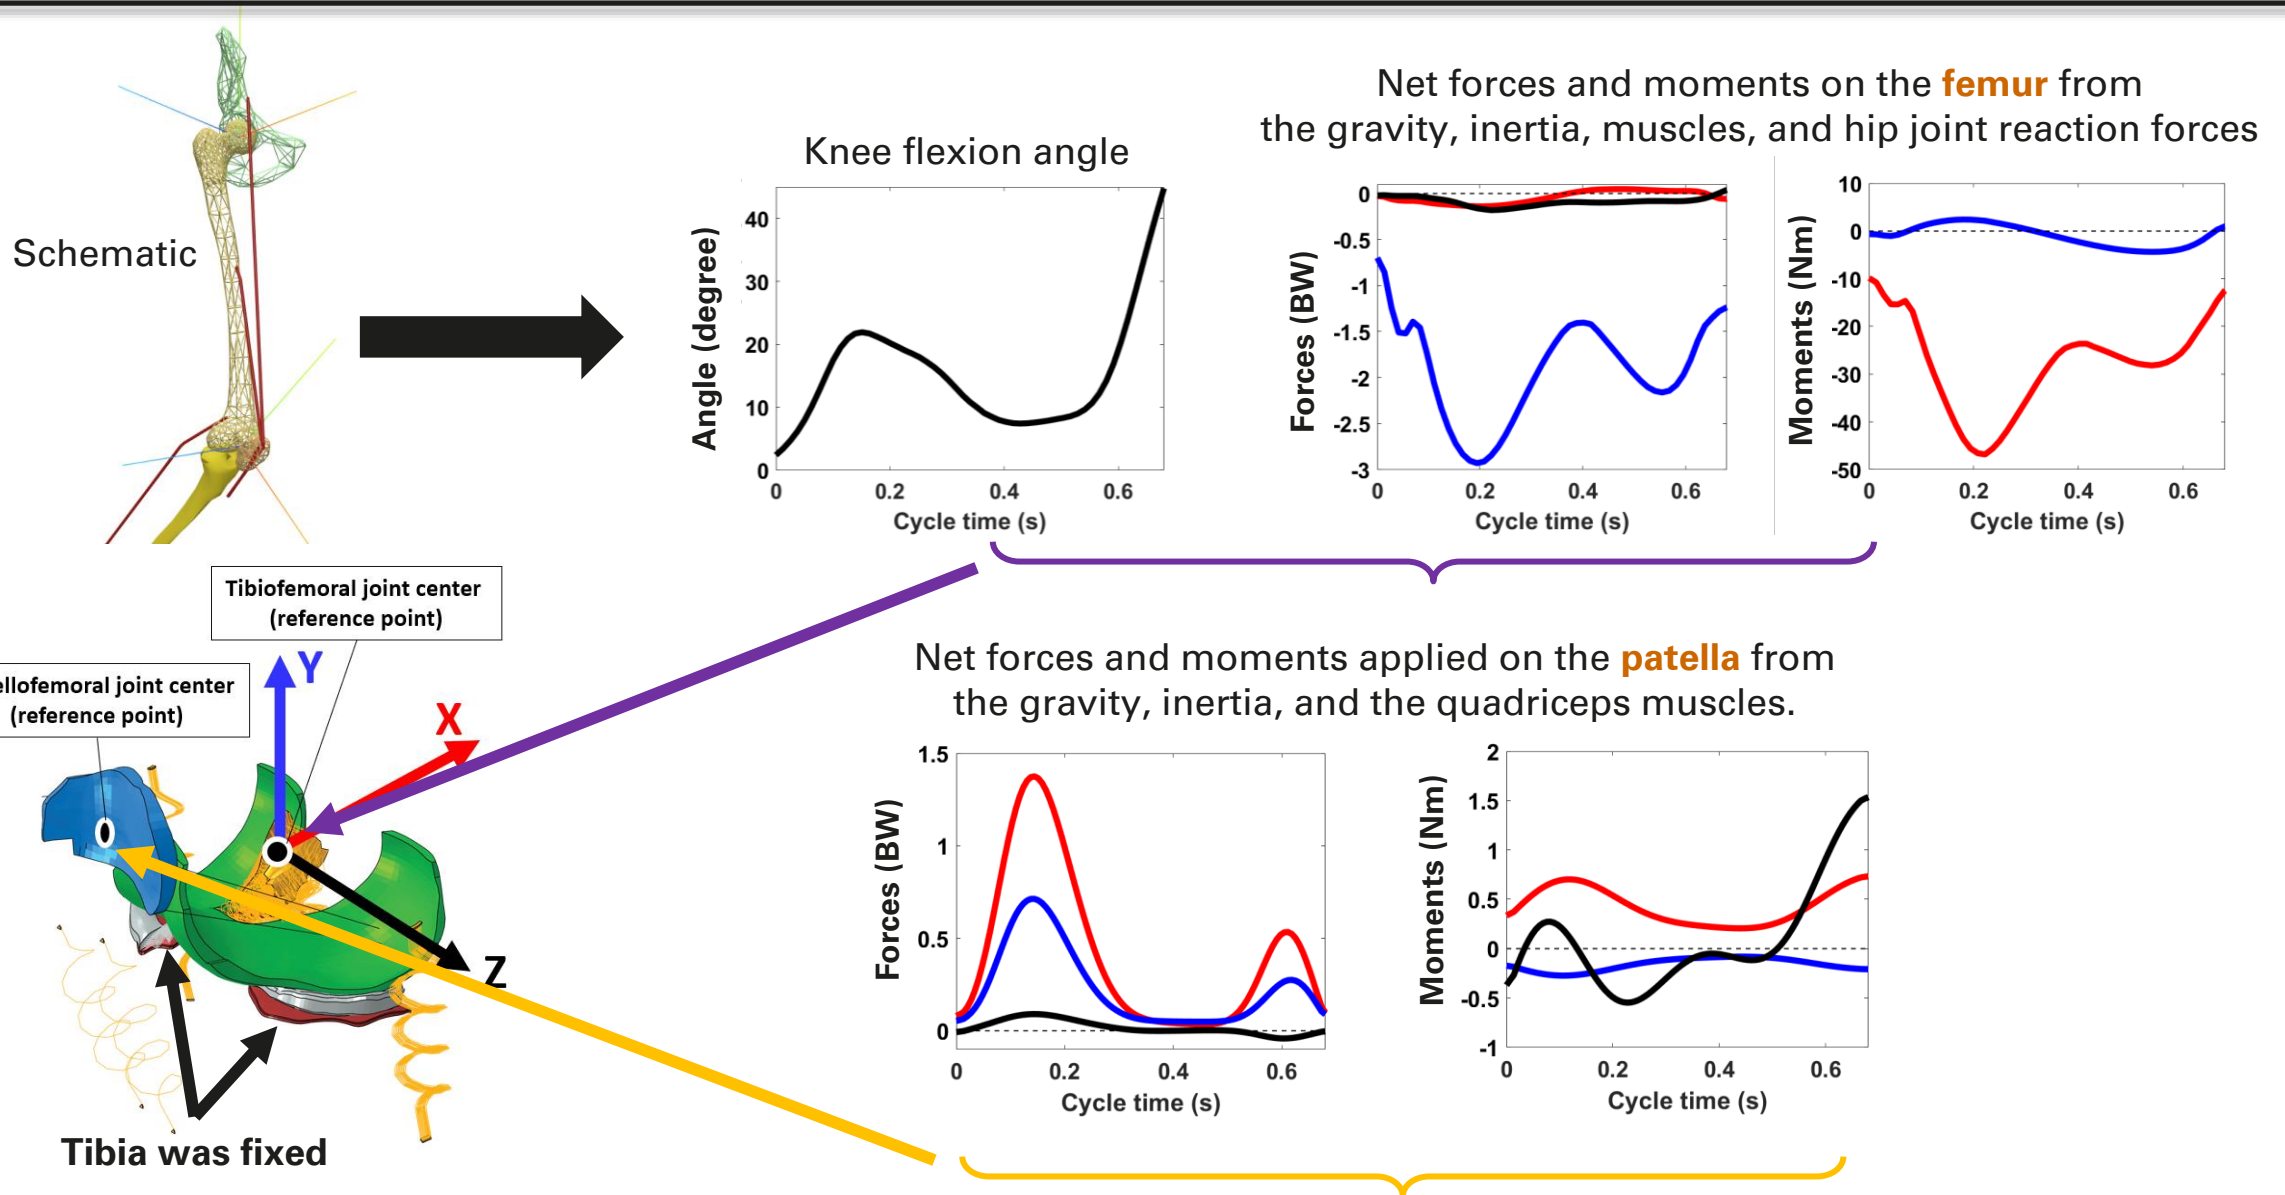 Net forces and moments on the femur from
the gravity, inertia, muscles, and hip joint reaction forces
Knee flexion angle
Schematic
Angle (degree)
40
30
20
10
0
0
0.2
0.4
0.6
Cycle time (s)
Forces (BW)
0
-0.5
-1
-1.5
-2
-2.5
-3
0
0.2
0.4
0.6
Cycle time (s)
Moments (Nm)
10
0
-10
-20
-30
-40
-50
0
0.2
0.4
0.6
Cycle time (s)
Tibiofemoral joint center
(reference point)
ellofemoral joint center
(reference point)
Y
X
Z
Tibia was fixed
Net forces and moments applied on the patella from
the gravity, inertia, and the quadriceps muscles.
Forces (BW)
1.5
1
0.5
0
0
0.2
0.4
0.6
Cycle time (s)
Moments (Nm)
2
1.5
1
0.5
0
-0.5
-1
0
0.2
0.4
0.6
Cycle time (s)